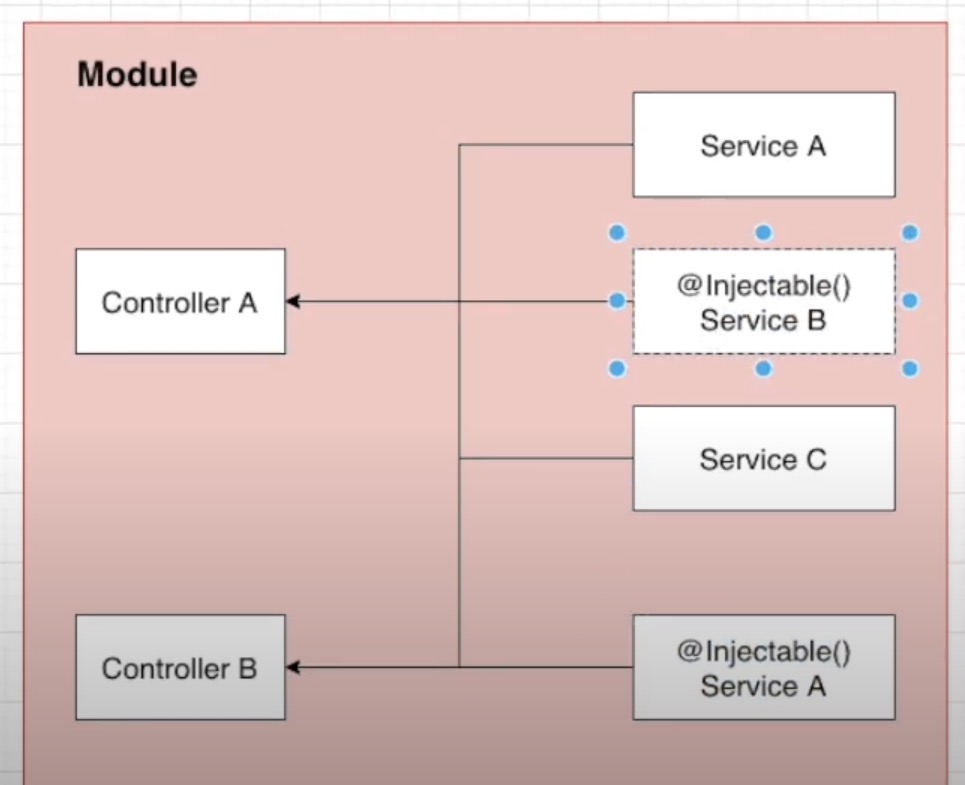 Module
Service A
Controller A
@Injectable()
Service B
Service C
Controller B
@Injectable()
Service A